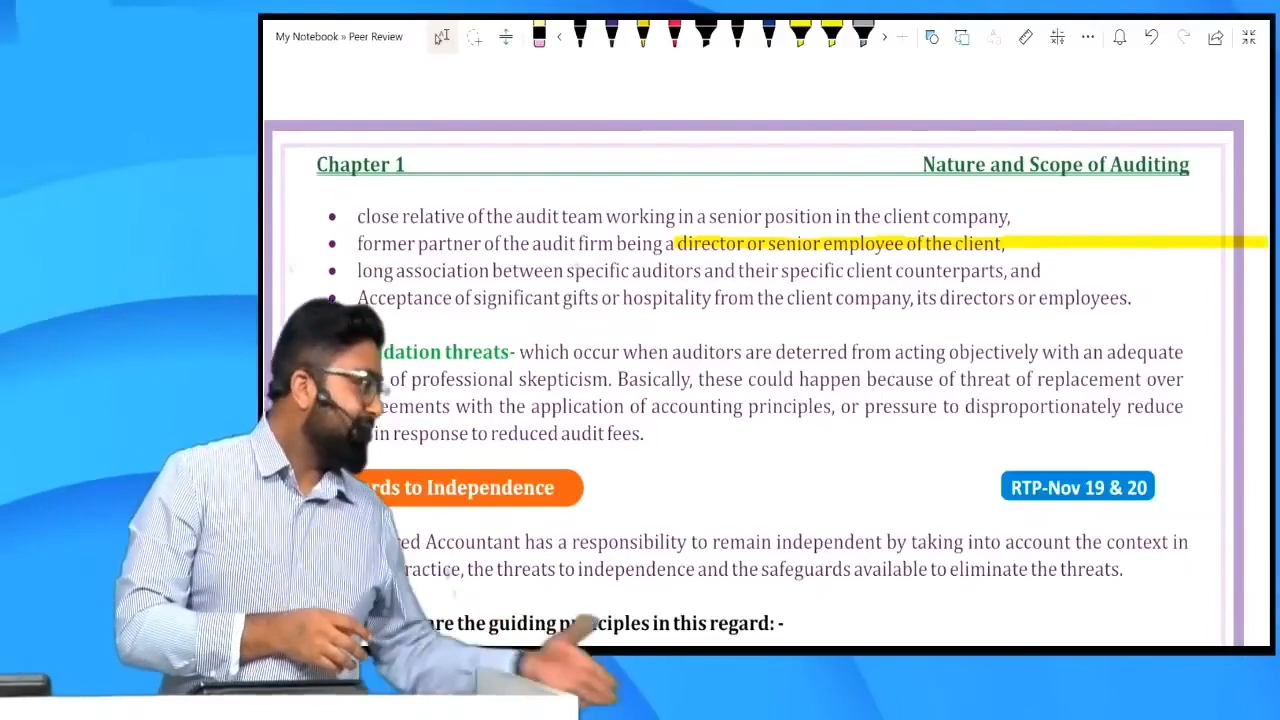 My Notebook » Peer Review
Chapter 1 Nature and Scope of Auditing
• close relative of the audit team working in a senior position in the client company,
• former partner of the audit firm being a director or senior employee of the client,
• long association between specific auditors and their specific client counterparts, and
• Acceptance of significant gifts or hospitality from the client company, its directors or employees.
dation threats- which occur when auditors are deterred from acting objectively with an adequate
of professional skepticism. Basically, these could happen because of threat of replacement over
eements with the application of accounting principles, or pressure to disproportionately reduce
in response to reduced audit fees.
rds to Independence RTP-Nov 19 & 20
red Accountant has a responsibility to remain independent by taking into account the context in
ractice, the threats to independence and the safeguards available to eliminate the threats.
are the guiding principles in this regard: -